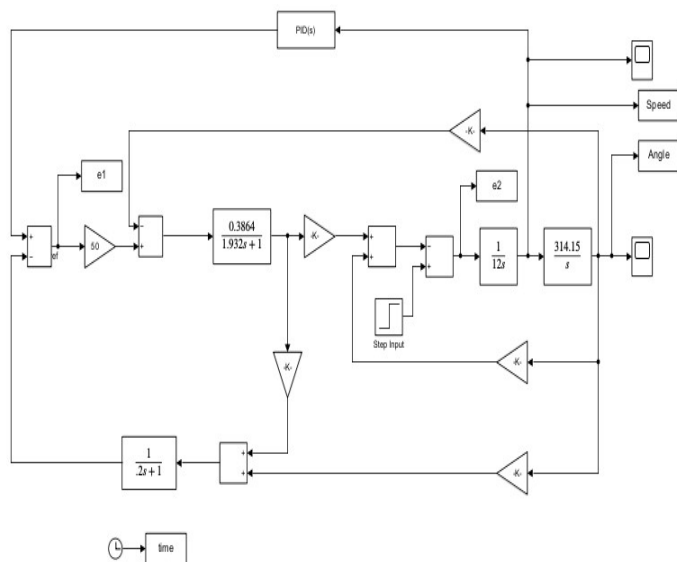 PID(s)
Speed
-K-
Angle
e1
e2
+
−
ef
50
−
+
0.3864
1.932s + 1
-K-
+
+
−
+
1
12s
314.15
s
Step Input
-K-
-K-
1
.2s + 1
+
+
-K-
time